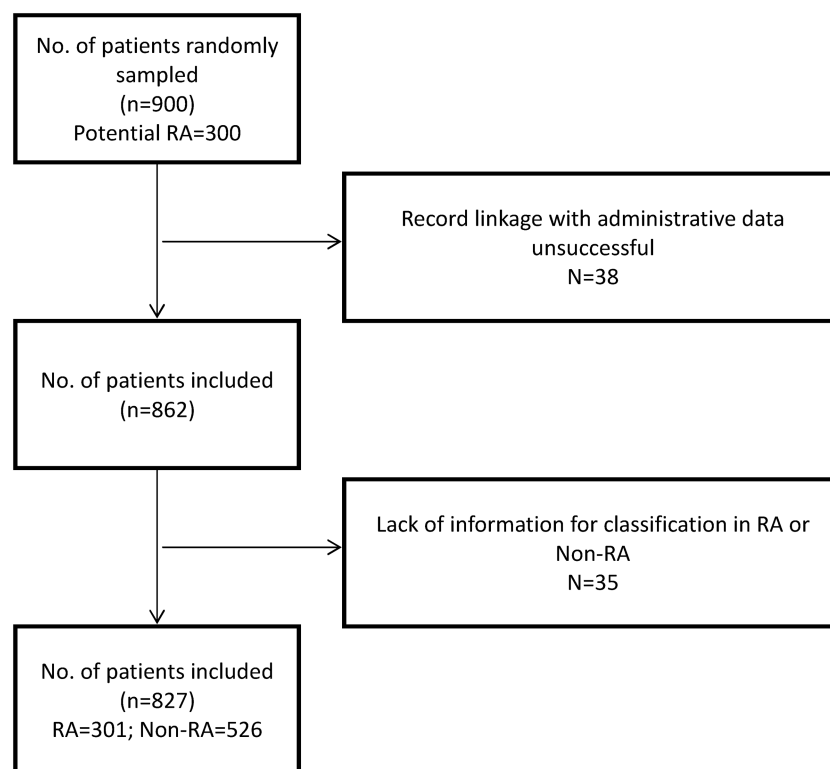 No. of patients randomly
sampled
(n=900)
Potential RA=300
Record linkage with administrative data
unsuccessful
N=38
No. of patients included
(n=862)
Lack of information for classification in RA or
Non-RA
N=35
No. of patients included
(n=827)
RA=301; Non-RA=526